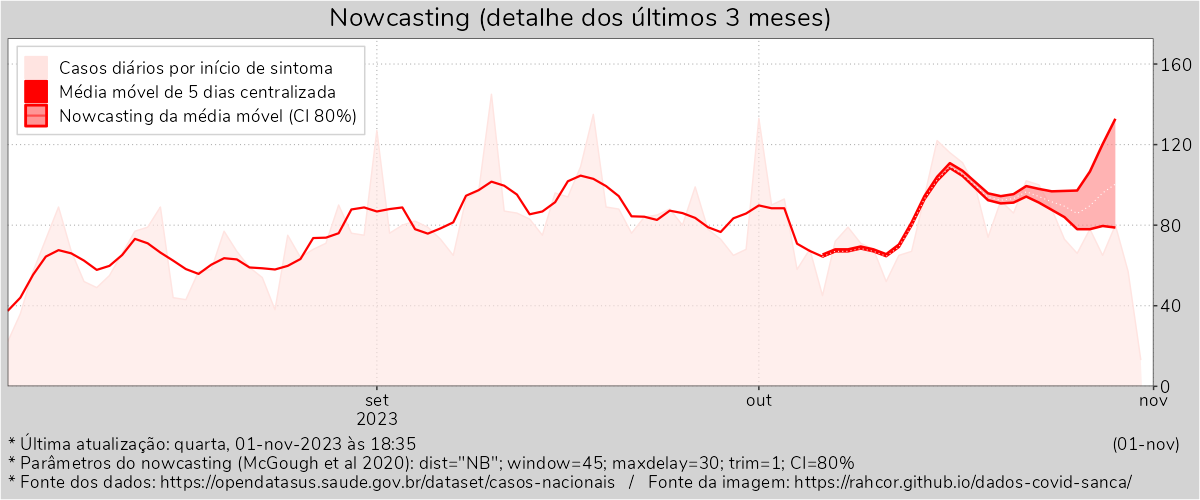 Nowcasting (detalhe dos últimos 3 meses)
Casos diários por início de sintoma
Média móvel de 5 dias centralizada
Nowcasting da média móvel (CI 80%)
160
120
80
40
0
set
out
nov
2023
* Última atualização: quarta, 01-nov-2023 às 18:35
(01-nov)
* Parâmetros do nowcasting (McGough et al 2020): dist="NB"; window=45; maxdelay=30; trim=1; CI=80%
* Fonte dos dados: https://opendatasus.saude.gov.br/dataset/casos-nacionais / Fonte da imagem: https://rahcor.github.io/dados-covid-sanca/